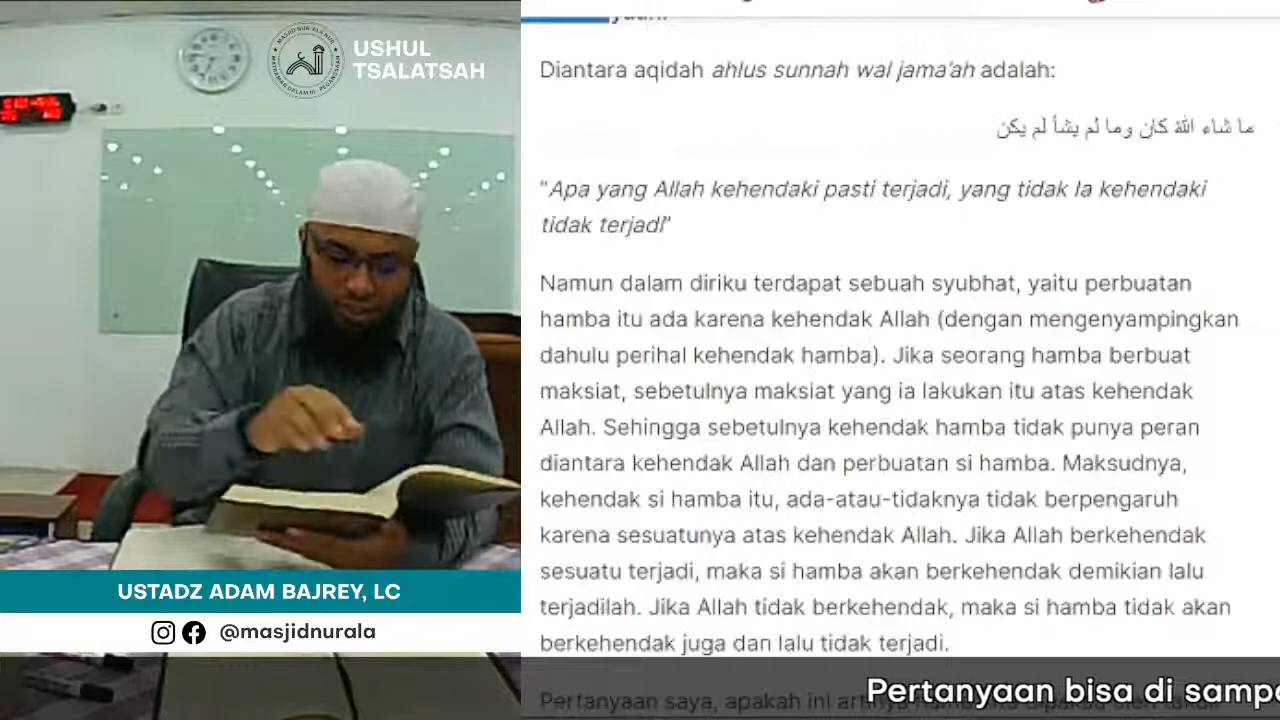 MASJID NUR 'ALA NUR
USHUL
TSALATSAH
USTADZ ADAM BAJREY, LC
@masjidnurala
Diantara aqidah ahlus sunnah wal jama'ah adalah:
ما شاء اللهُ كان وما لم يشأ لم يكن
"Apa yang Allah kehendaki pasti terjadi, yang tidak Ia kehendaki
tidak terjadi"
Namun dalam diriku terdapat sebuah syubhat, yaitu perbuatan
hamba itu ada karena kehendak Allah (dengan mengenyampingkan
dahulu perihal kehendak hamba). Jika seorang hamba berbuat
maksiat, sebetulnya maksiat yang ia lakukan itu atas kehendak
Allah. Sehingga sebetulnya kehendak hamba tidak punya peran
diantara kehendak Allah dan perbuatan si hamba. Maksudnya,
kehendak si hamba itu, ada-atau-tidaknya tidak berpengaruh
karena sesuatunya atas kehendak Allah. Jika Allah berkehendak
sesuatu terjadi, maka si hamba akan berkehendak demikian lalu
terjadilah. Jika Allah tidak berkehendak, maka si hamba tidak akan
berkehendak juga dan lalu tidak terjadi.
Pertanyaan saya, apakah ini
Pertanyaan bisa di samp